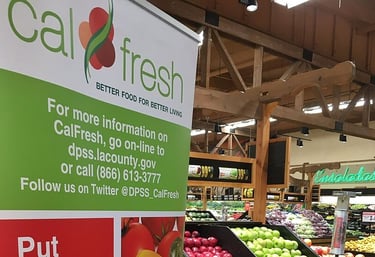 cal fresh
BETTER FOOD FOR BETTER LIVING
For more information on
CalFresh, go on-line to
dpss.lacounty.gov
or call (866) 613-3777
Follow us on Twitter @DPSS_CalFresh
Put